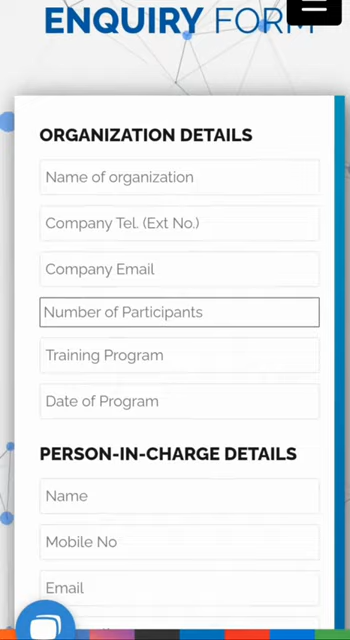 ENQUIRY FORM
ORGANIZATION DETAILS
Name of organization
Company Tel. (Ext No.)
Company Email
Number of Participants
Training Program
Date of Program
PERSON-IN-CHARGE DETAILS
Name
Mobile No
Email